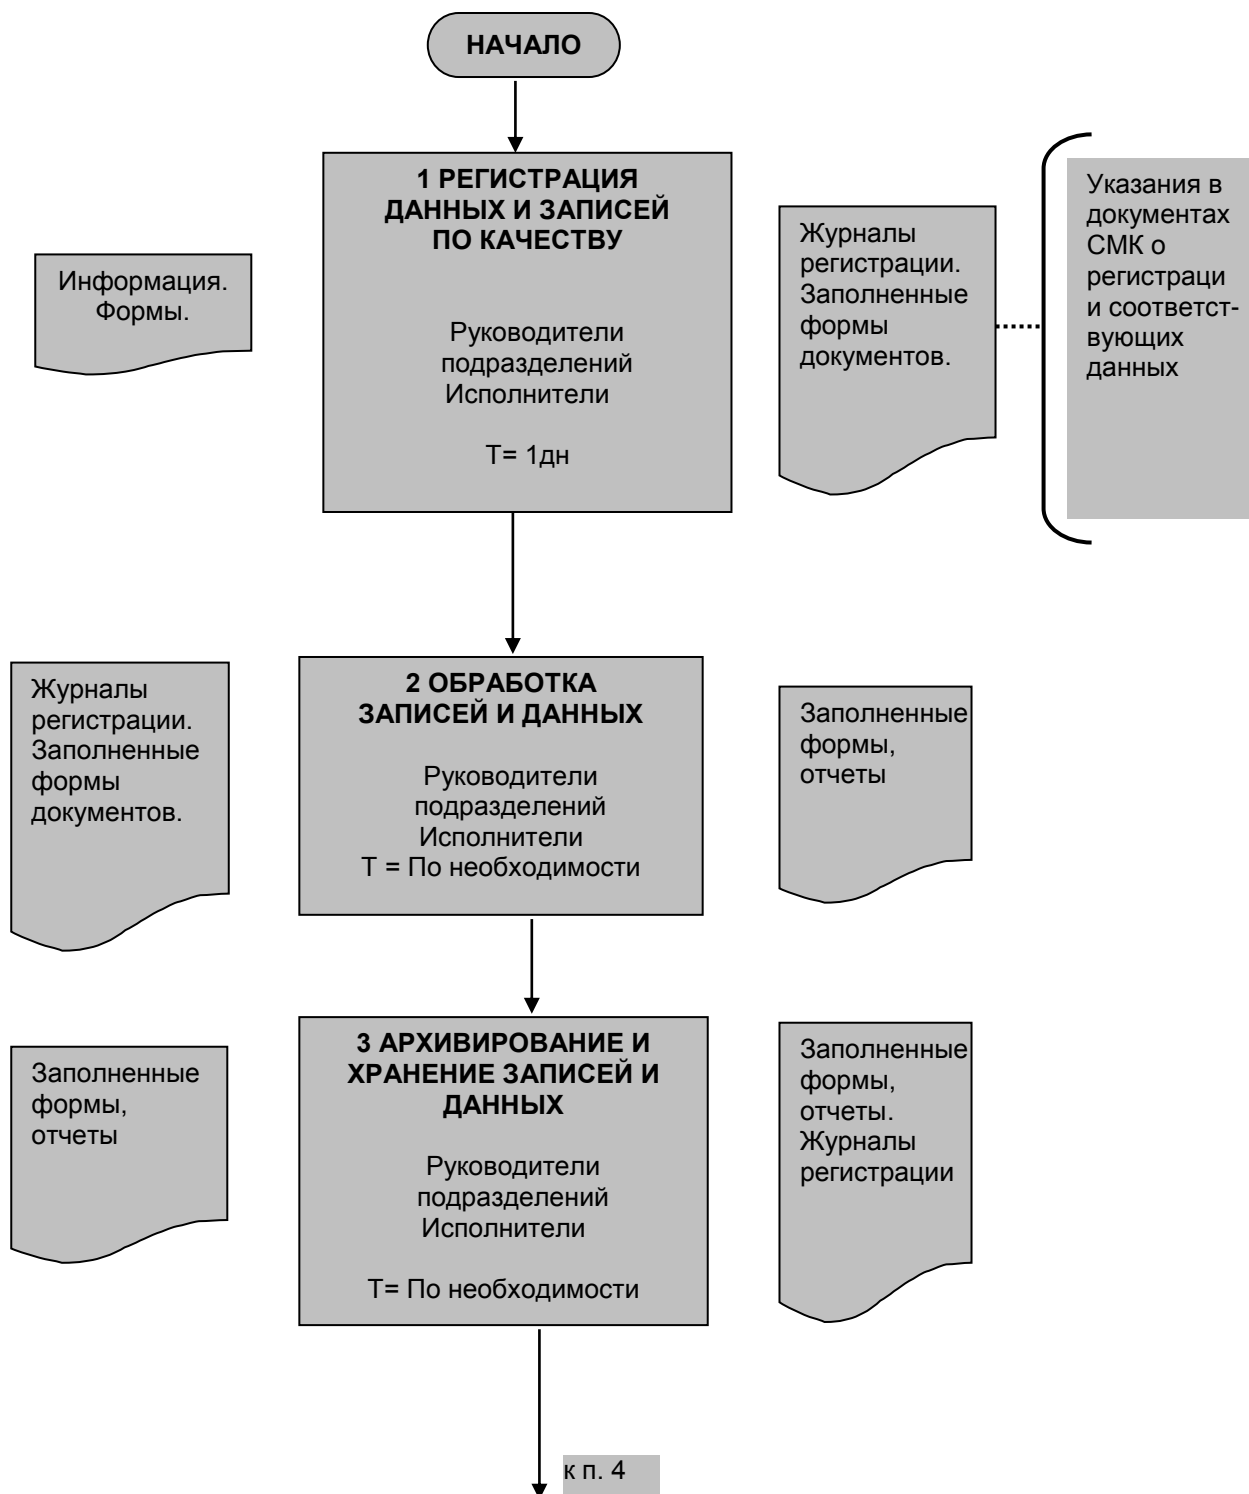 НАЧАЛО
1 РЕГИСТРАЦИЯ
ДАННЫХ И ЗАПИСЕЙ
ПО КАЧЕСТВУ
Руководители
подразделений
Исполнители
Т= 1дн
Информация.
Формы.
Журналы
регистрации.
Заполненные
формы
документов.
Указания в
документах
СМК о
регистраци
и соответст-
вующих
данных
2 ОБРАБОТКА
ЗАПИСЕЙ И ДАННЫХ
Руководители
подразделений
Исполнители
Т = По необходимости
Журналы
регистрации.
Заполненные
формы
документов.
Заполненные
формы,
отчеты
3 АРХИВИРОВАНИЕ И
ХРАНЕНИЕ ЗАПИСЕЙ И
ДАННЫХ
Руководители
подразделений
Исполнители
Т= По необходимости
Заполненные
формы,
отчеты
Заполненные
формы,
отчеты.
Журналы
регистрации
к п. 4